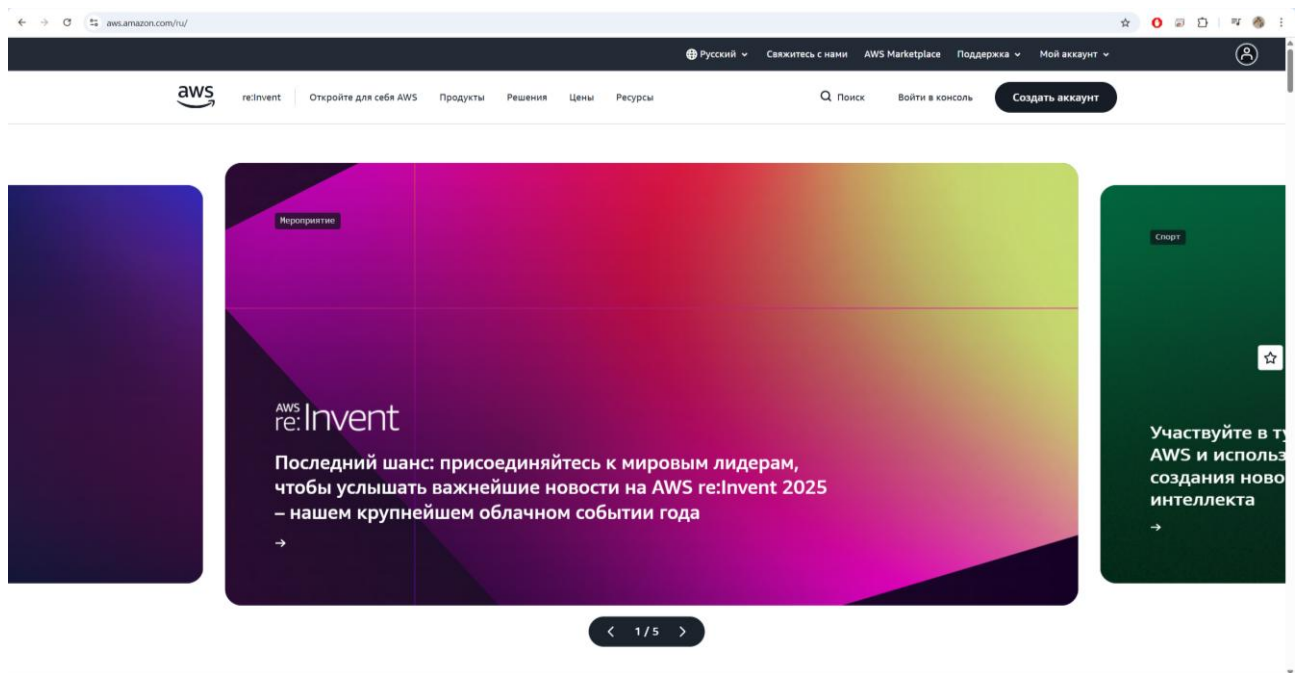 aws.amazon.com/ru/
Русский Свяжитесь с нами AWS Marketplace Поддержка Мой аккаунт
aws re:Invent Откройте для себя AWS Продукты Решения Цены Ресурсы Поиск Войти в консоль Создать аккаунт
Мероприятие
AWS
re:Invent
Последний шанс: присоединяйтесь к мировым лидерам,
чтобы услышать важнейшие новости на AWS re:Invent 2025
– нашем крупнейшем облачном событии года
→
Спорт
Участвуйте в
AWS и использ
создания ново
интеллекта
→
1 / 5